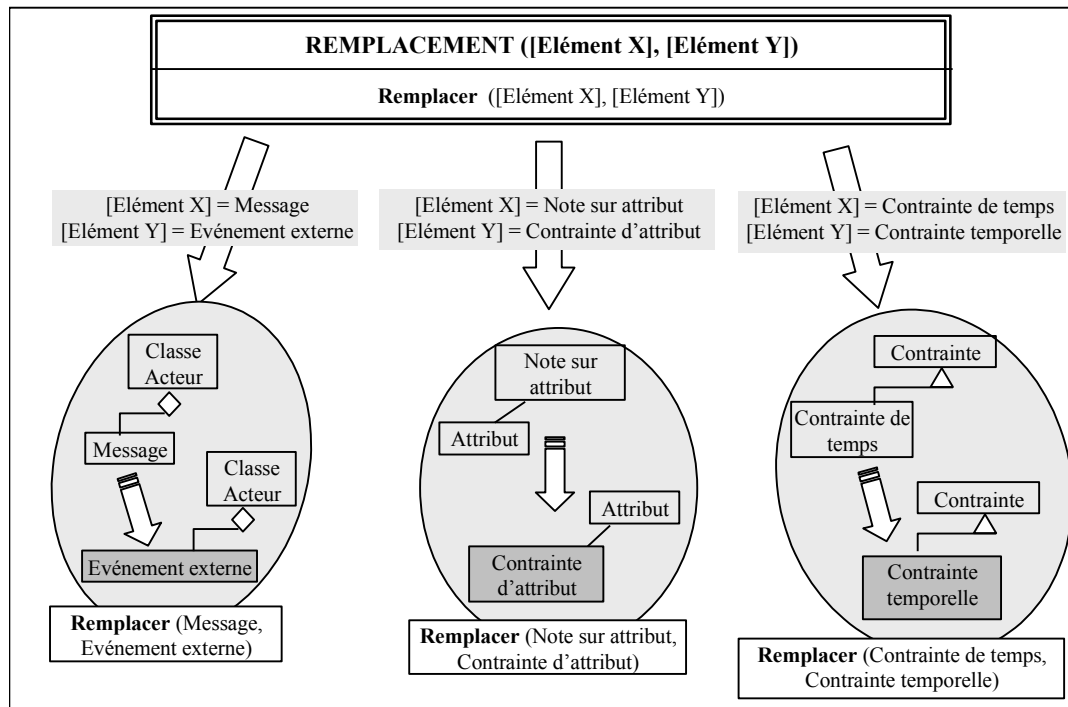 REMPLACEMENT ([Elément X], [Elément Y])
Remplacer ([Elément X], [Elément Y])
[Elément X] = Message
[Elément Y] = Evénement externe
[Elément X] = Note sur attribut
[Elément Y] = Contrainte d’attribut
[Elément X] = Contrainte de temps
[Elément Y] = Contrainte temporelle
Classe
Acteur
Message
Classe
Acteur
Evénement externe
Remplacer (Message,
Evénement externe)
Note sur
attribut
Attribut
Attribut
Contrainte
d’attribut
Remplacer (Note sur attribut,
Contrainte d’attribut)
Contrainte
Contrainte de
temps
Contrainte
Contrainte
temporelle
Remplacer (Contrainte de temps,
Contrainte temporelle)